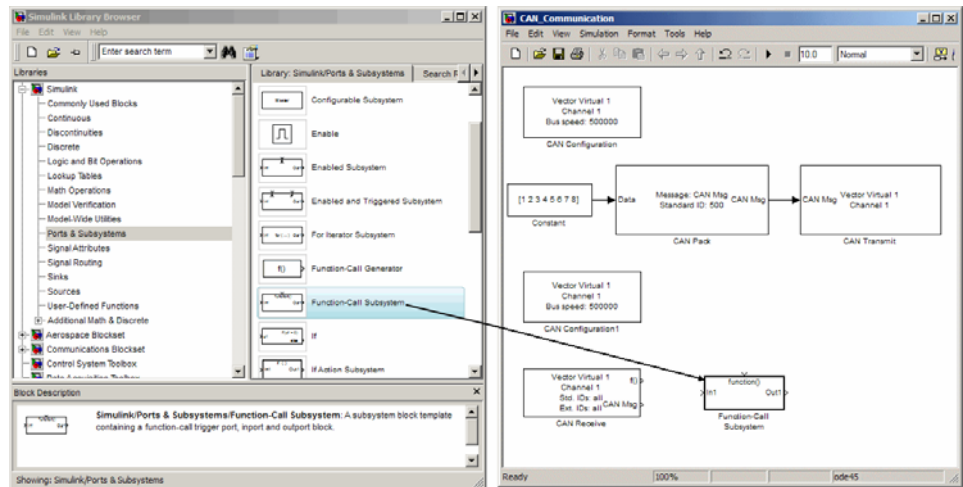 Simulink Library Browser
File Edit View Help
Enter search term
Libraries
Library: Simulink/Ports & Subsystems
Search
Simulink
Commonly Used Blocks
Continuous
Discontinuities
Discrete
Logic and Bit Operations
Lookup Tables
Math Operations
Model Verification
Model-Wide Utilities
Ports & Subsystems
Signal Attributes
Signal Routing
Sinks
Sources
User-Defined Functions
Additional Math & Discrete
Aerospace Blockset
Communications Blockset
Control System Toolbox
Data Acquisition Toolbox
Configurable Subsystem
Enable
Enabled Subsystem
Enabled and Triggered Subsystem
For Iterator Subsystem
f()
Function-Call Generator
Function-Call Subsystem
If
If Action Subsystem
Block Description
Simulink/Ports & Subsystems/Function-Call Subsystem: A subsystem block template
containing a function-call trigger port, inport and outport block.
Showing: Simulink/Ports & Subsystems
CAN_Communication
File Edit View Simulation Format Tools Help
10.0
Normal
Vector Virtual 1
Channel 1
Bus speed: 500000
CAN Configuration
[1 2 3 4 5 6 7 8]
Constant
Data
Message: CAN Msg
Standard ID: 500
CAN Msg
CAN Pack
CAN Msg
Vector Virtual 1
Channel 1
CAN Transmit
Vector Virtual 1
Channel 1
Bus speed: 500000
CAN Configuration1
Vector Virtual 1
Channel 1
Std. IDs: all
Ext. IDs: all
f()
CAN Msg
CAN Receive
function()
In1
Out1
Function-Call
Subsystem
Ready
100%
ode45